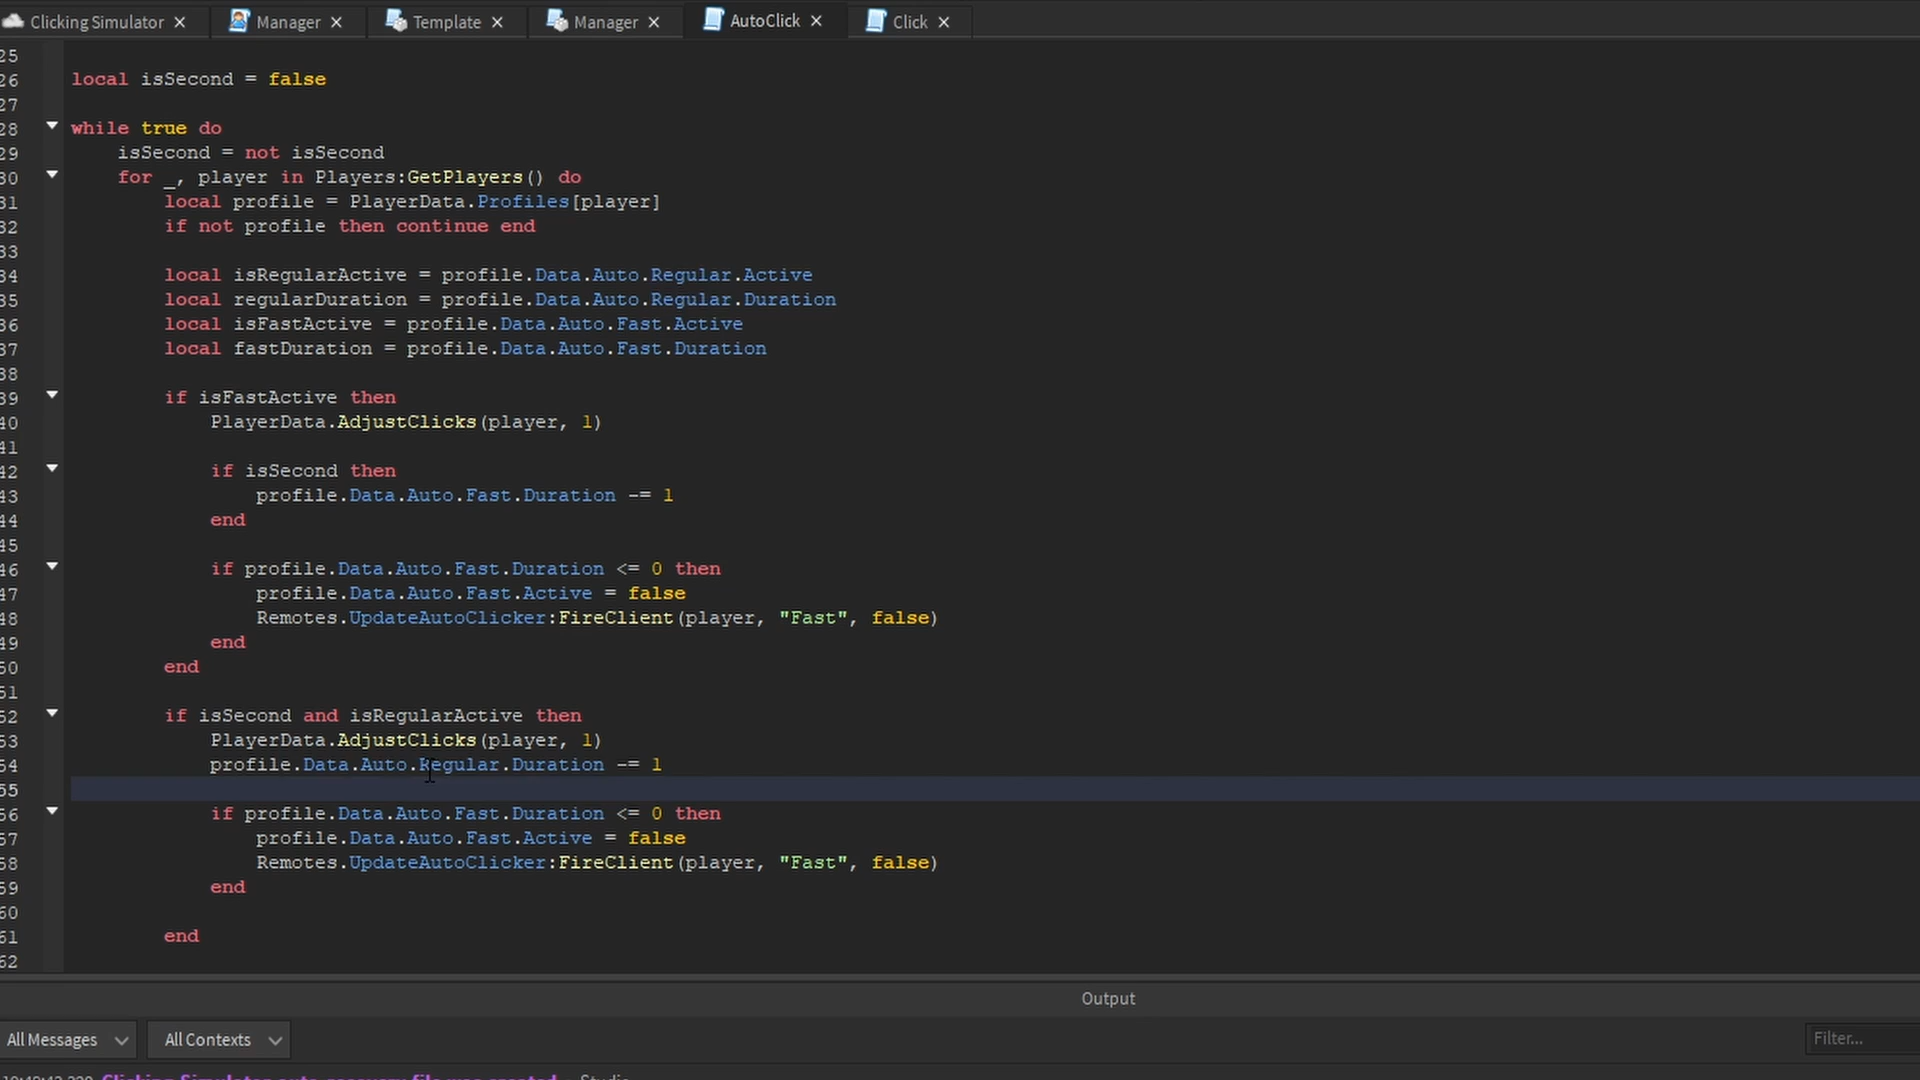 Clicking Simulator × Manager × Template × Manager × AutoClick × Click ×
25
26 local isSecond = false
27
28 while true do
29 isSecond = not isSecond
30 for _, player in Players:GetPlayers() do
31 local profile = PlayerData.Profiles[player]
32 if not profile then continue end
33
34 local isRegularActive = profile.Data.Auto.Regular.Active
35 local regularDuration = profile.Data.Auto.Regular.Duration
36 local isFastActive = profile.Data.Auto.Fast.Active
37 local fastDuration = profile.Data.Auto.Fast.Duration
38
39 if isFastActive then
40 PlayerData.AdjustClicks(player, 1)
41
42 if isSecond then
43 profile.Data.Auto.Fast.Duration -= 1
44 end
45
46 if profile.Data.Auto.Fast.Duration <= 0 then
47 profile.Data.Auto.Fast.Active = false
48 Remotes.UpdateAutoClicker:FireClient(player, "Fast", false)
49 end
50 end
51
52 if isSecond and isRegularActive then
53 PlayerData.AdjustClicks(player, 1)
54 profile.Data.Auto.Regular.Duration -= 1
55
56 if profile.Data.Auto.Fast.Duration <= 0 then
57 profile.Data.Auto.Fast.Active = false
58 Remotes.UpdateAutoClicker:FireClient(player, "Fast", false)
59 end
60
61 end
62
Output
All Messages All Contexts Filter...
Clicking Simulator auto-recovery file was created - Studio